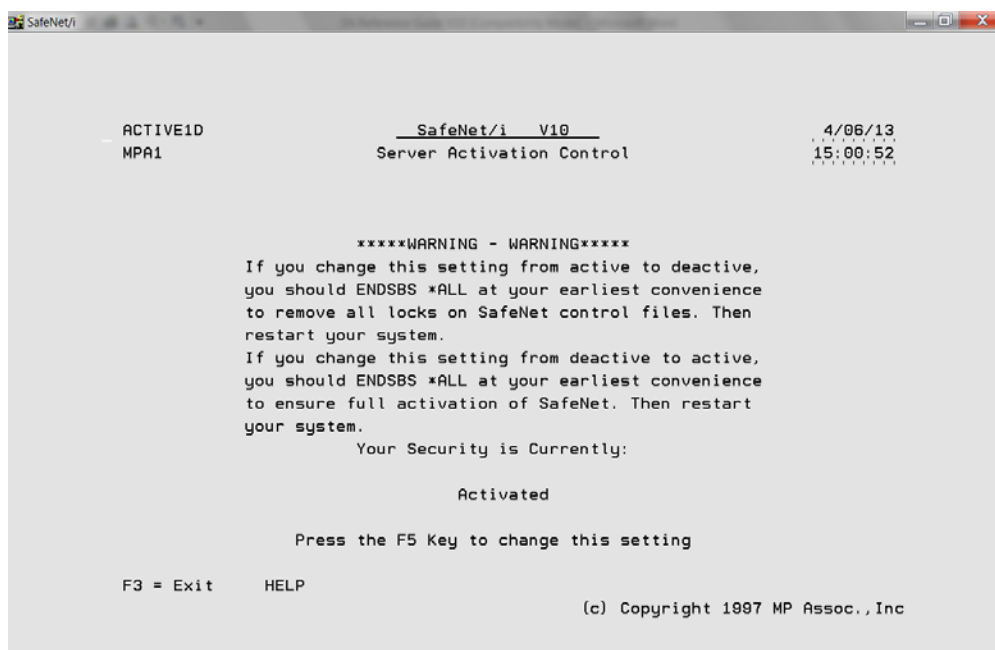 SafeNet/i
ACTIVE1D SafeNet/i V10 4/06/13
MPA1 Server Activation Control 15:00:52
*****WARNING - WARNING*****
If you change this setting from active to deactive,
you should ENDSBS *ALL at your earliest convenience
to remove all locks on SafeNet control files. Then
restart your system.
If you change this setting from deactive to active,
you should ENDSBS *ALL at your earliest convenience
to ensure full activation of SafeNet. Then restart
your system.
Your Security is Currently:
Activated
Press the F5 Key to change this setting
F3 = Exit HELP
(c) Copyright 1997 MP Assoc.,Inc